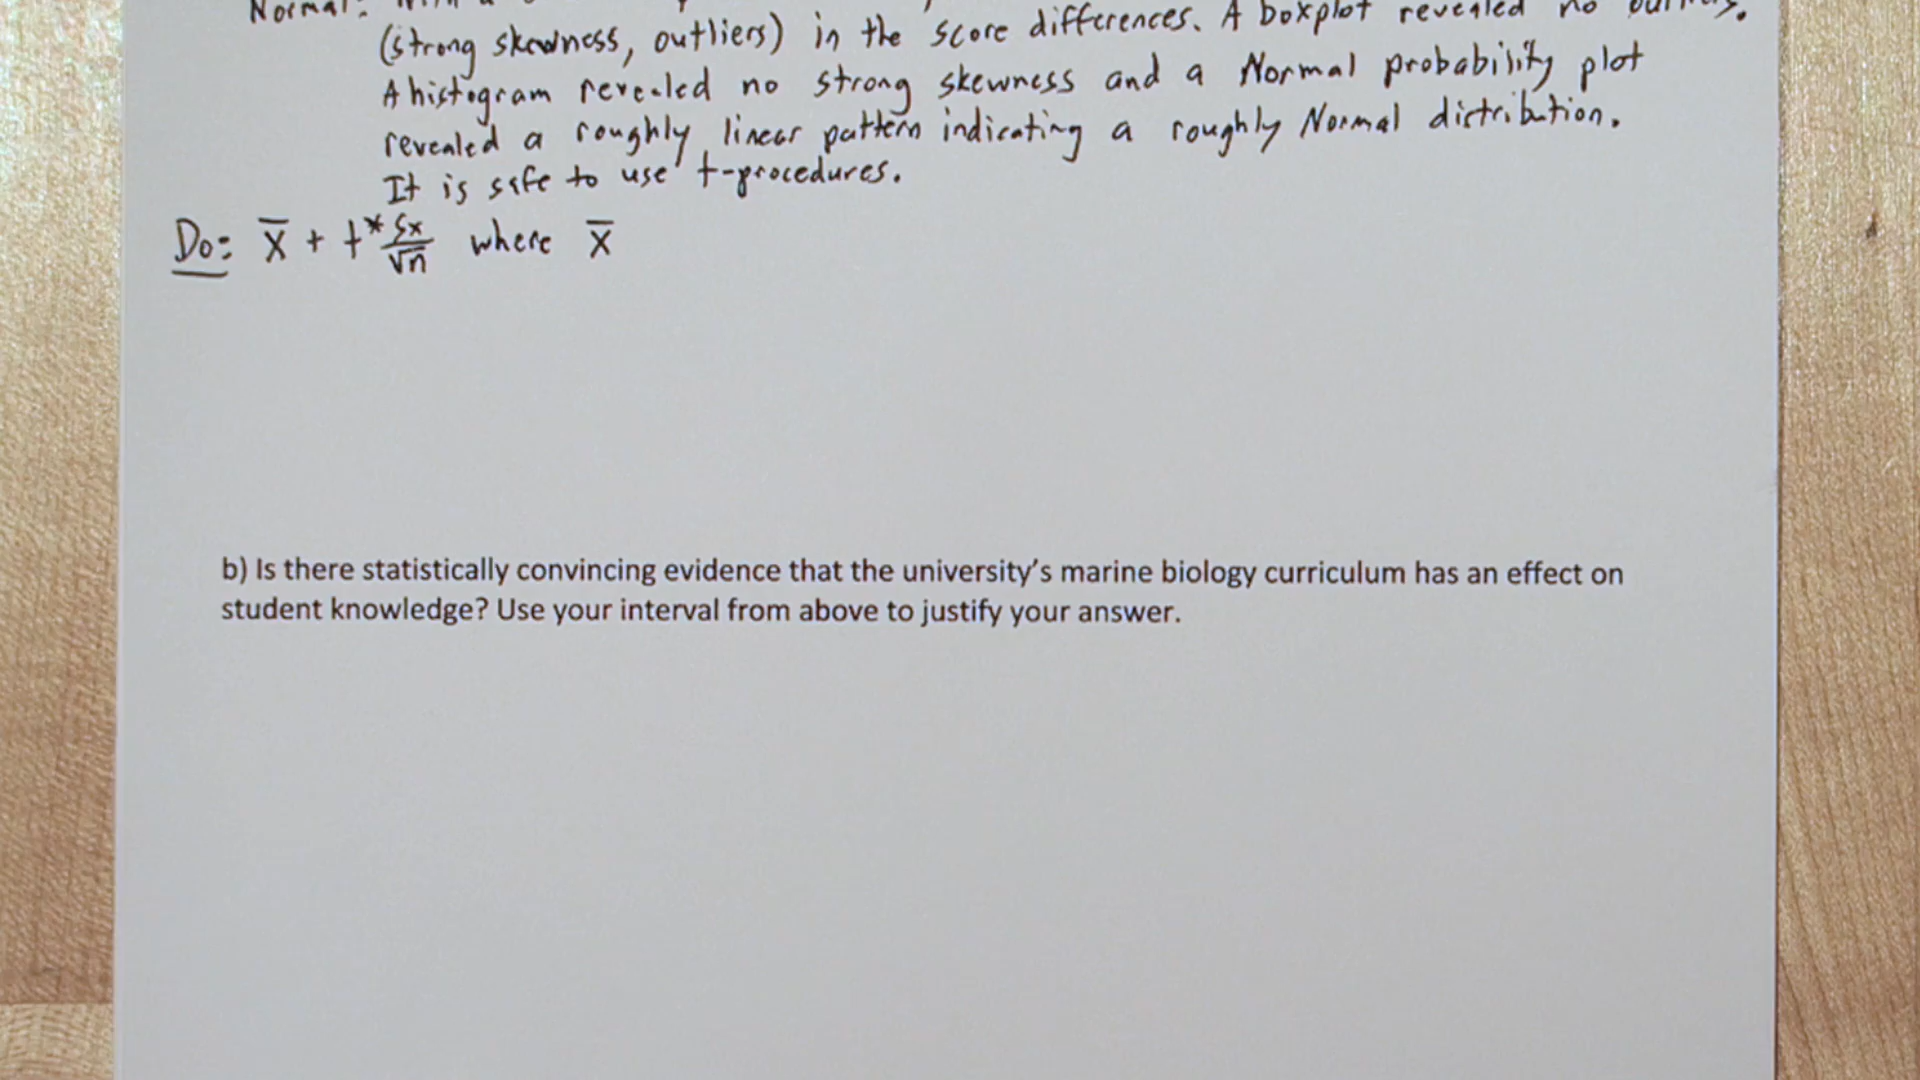 Normal:
(strong skewness, outliers) in the score differences. A boxplot revealed no
A histogram revealed no strong skewness and a Normal probability plot
revealed a roughly linear pattern indicating a roughly Normal distribution.
It is safe to use t-procedures.
Do: x̄ + t* Sx/√n where x̄
b) Is there statistically convincing evidence that the university’s marine biology curriculum has an effect on
student knowledge? Use your interval from above to justify your answer.